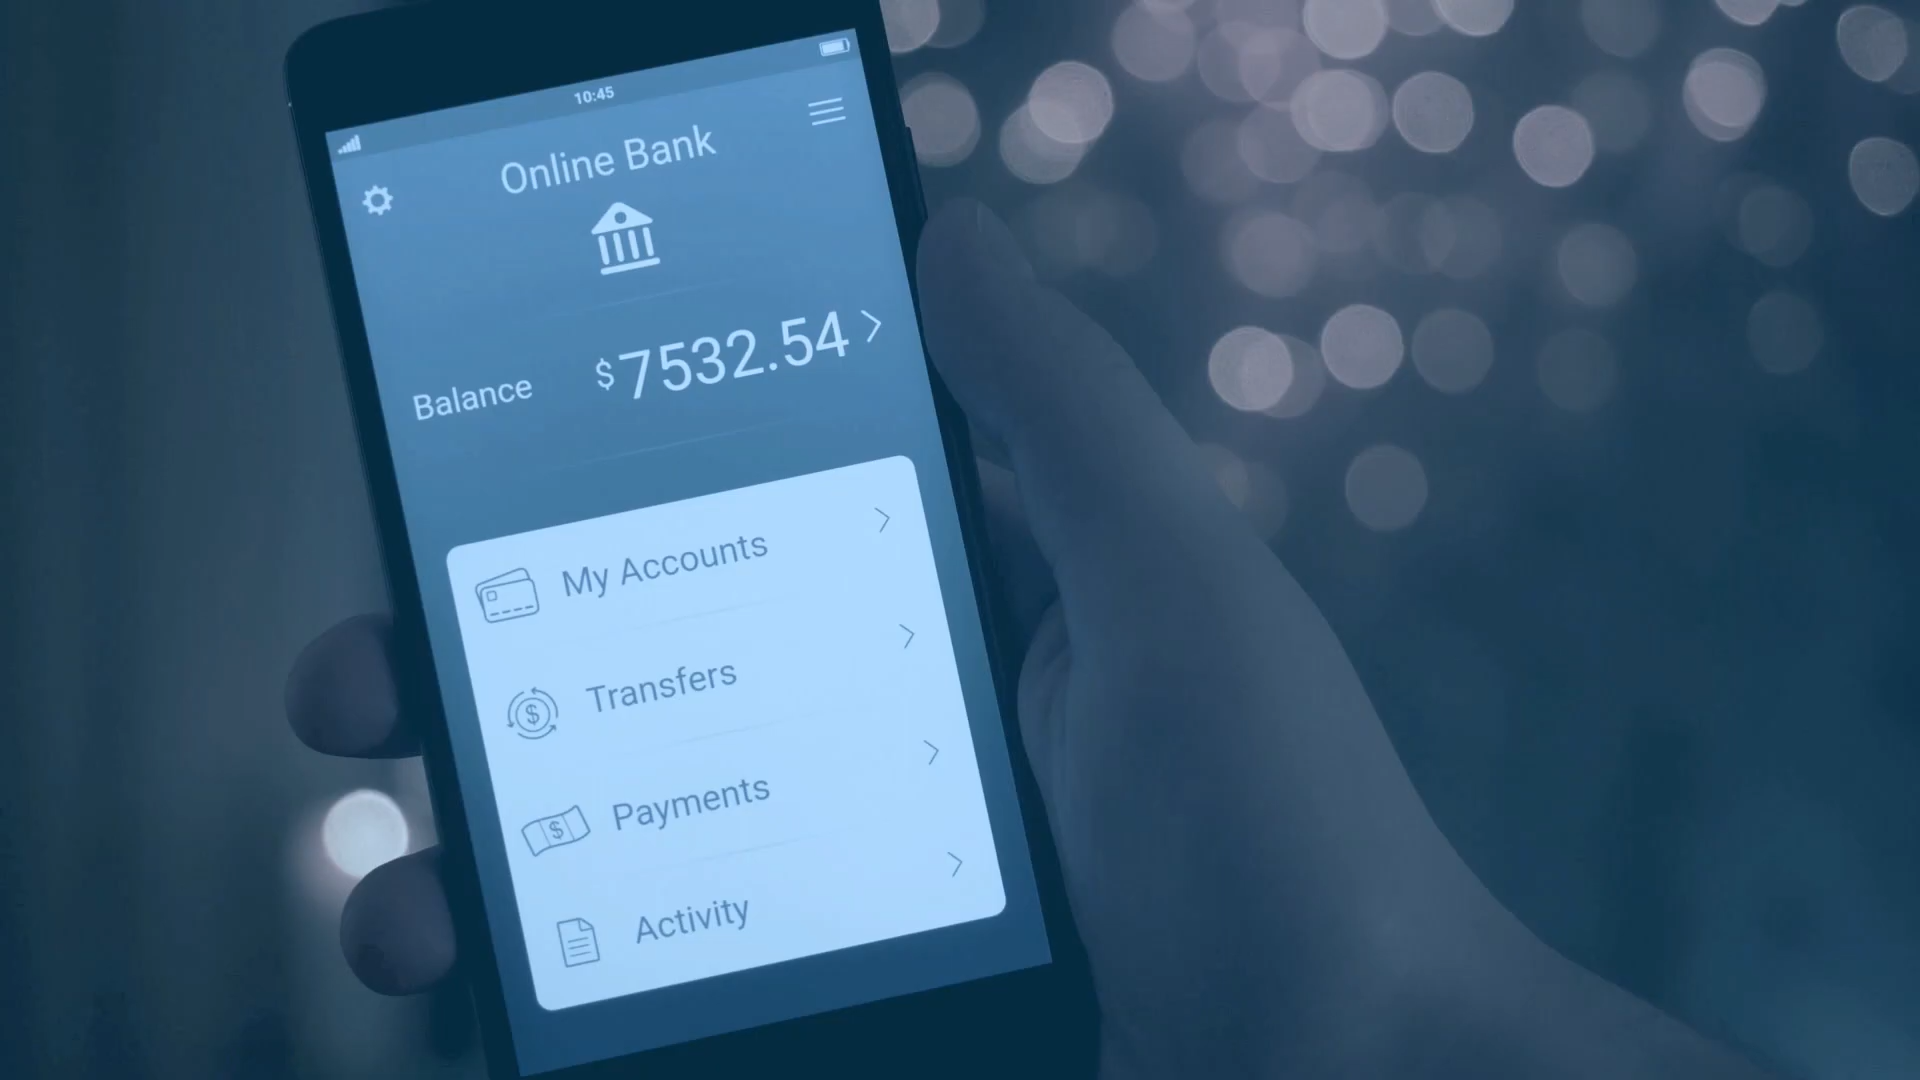 10:45
Online Bank
Balance $7532.54
My Accounts
Transfers
Payments
Activity